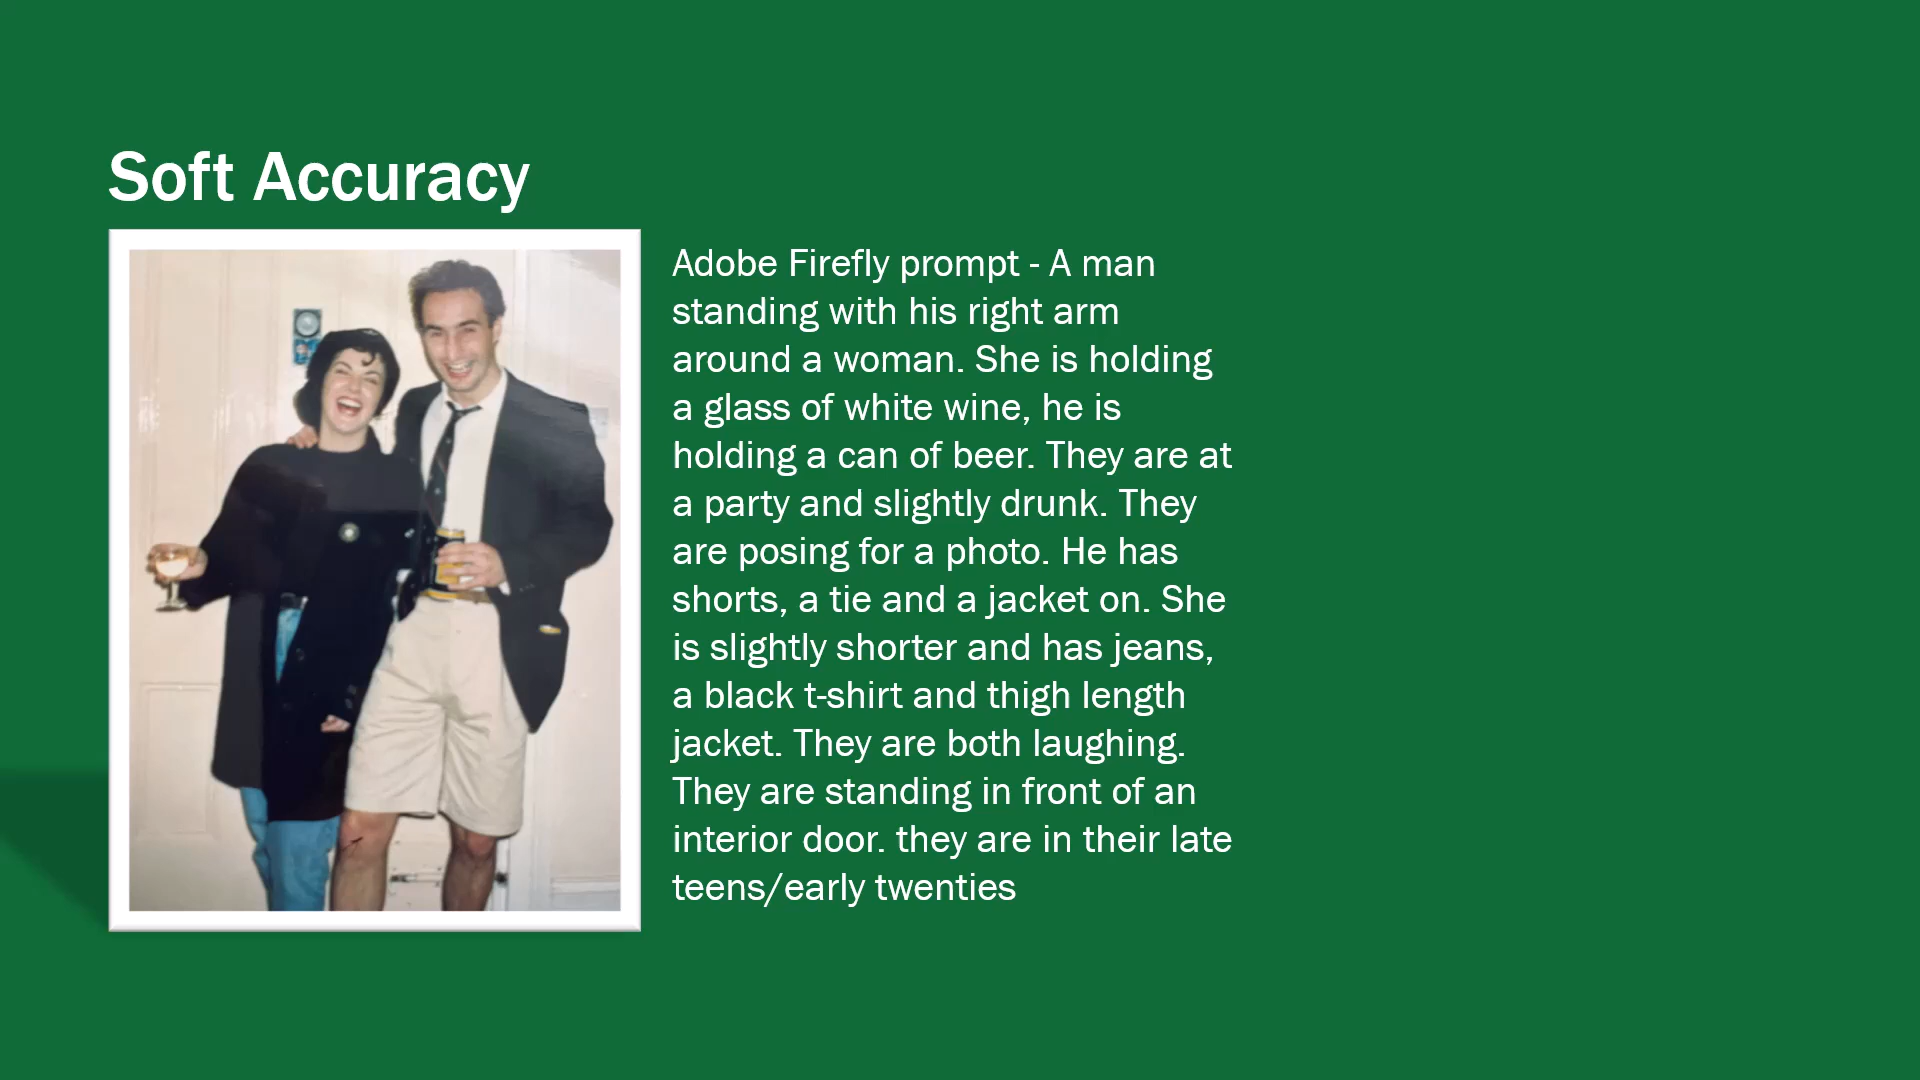 Soft Accuracy
Adobe Firefly prompt - A man
standing with his right arm
around a woman. She is holding
a glass of white wine, he is
holding a can of beer. They are at
a party and slightly drunk. They
are posing for a photo. He has
shorts, a tie and a jacket on. She
is slightly shorter and has jeans,
a black t-shirt and thigh length
jacket. They are both laughing.
They are standing in front of an
interior door. they are in their late
teens/early twenties